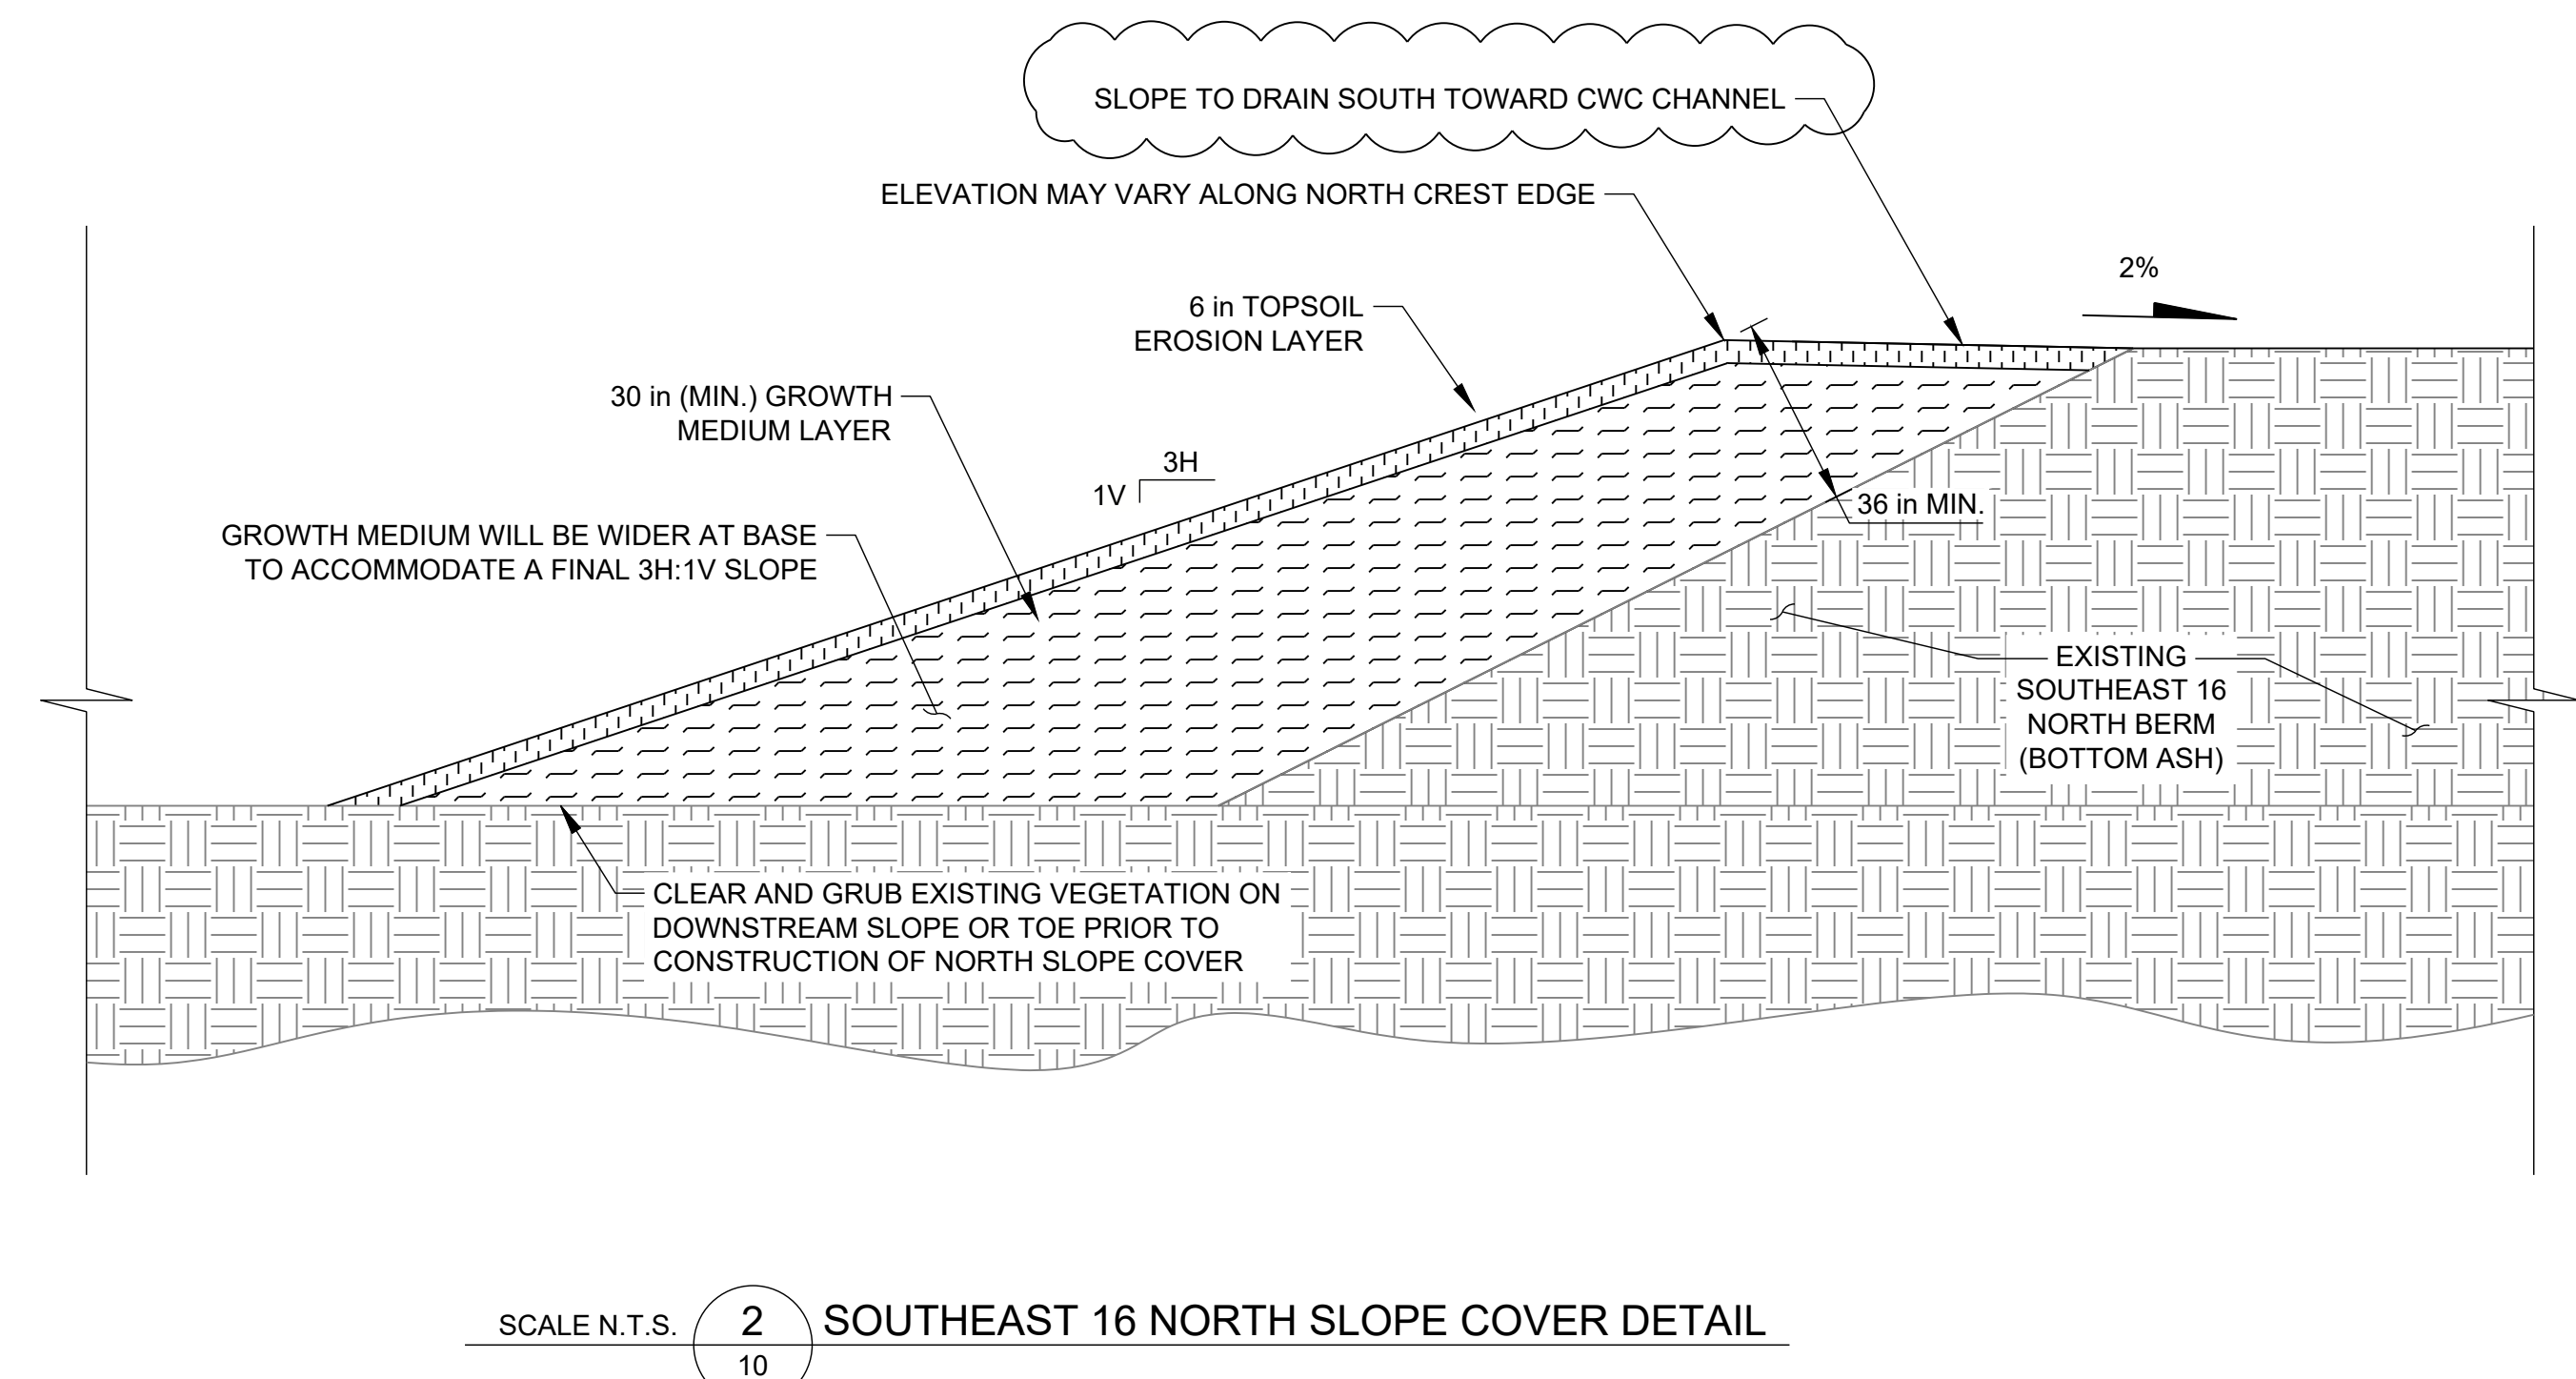 SLOPE TO DRAIN SOUTH TOWARD CWC CHANNEL
ELEVATION MAY VARY ALONG NORTH CREST EDGE
2%
6 in TOPSOIL
EROSION LAYER
30 in (MIN.) GROWTH
MEDIUM LAYER
3H
1V
36 in MIN.
GROWTH MEDIUM WILL BE WIDER AT BASE
TO ACCOMMODATE A FINAL 3H:1V SLOPE
EXISTING
SOUTHEAST 16
NORTH BERM
(BOTTOM ASH)
CLEAR AND GRUB EXISTING VEGETATION ON
DOWNSTREAM SLOPE OR TOE PRIOR TO
CONSTRUCTION OF NORTH SLOPE COVER
SCALE N.T.S.
2
10
SOUTHEAST 16 NORTH SLOPE COVER DETAIL